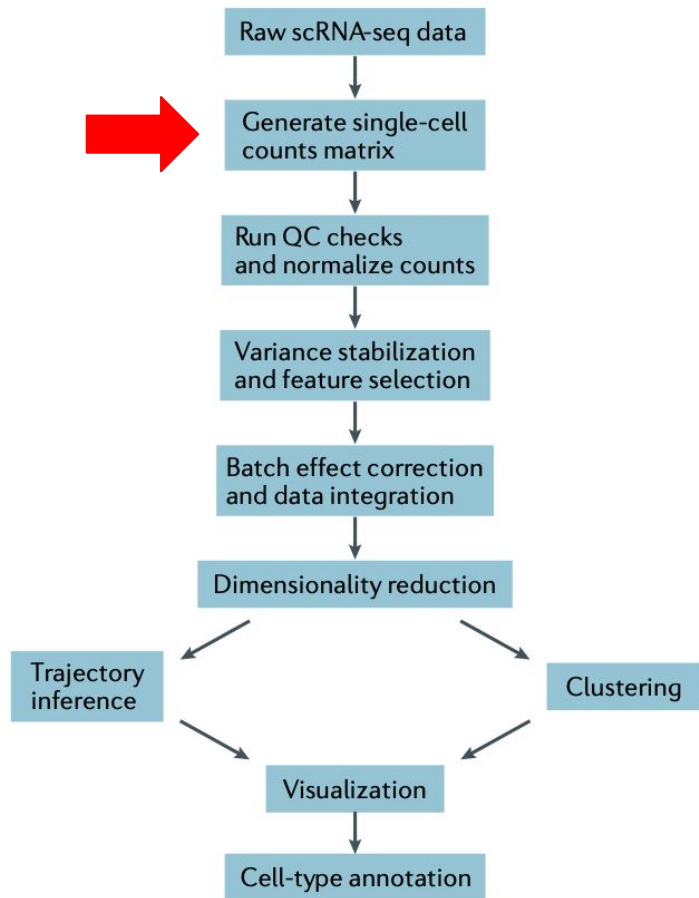 Raw scRNA-seq data
Generate single-cell
counts matrix
Run QC checks
and normalize counts
Variance stabilization
and feature selection
Batch effect correction
and data integration
Dimensionality reduction
Trajectory
inference
Clustering
Visualization
Cell-type annotation